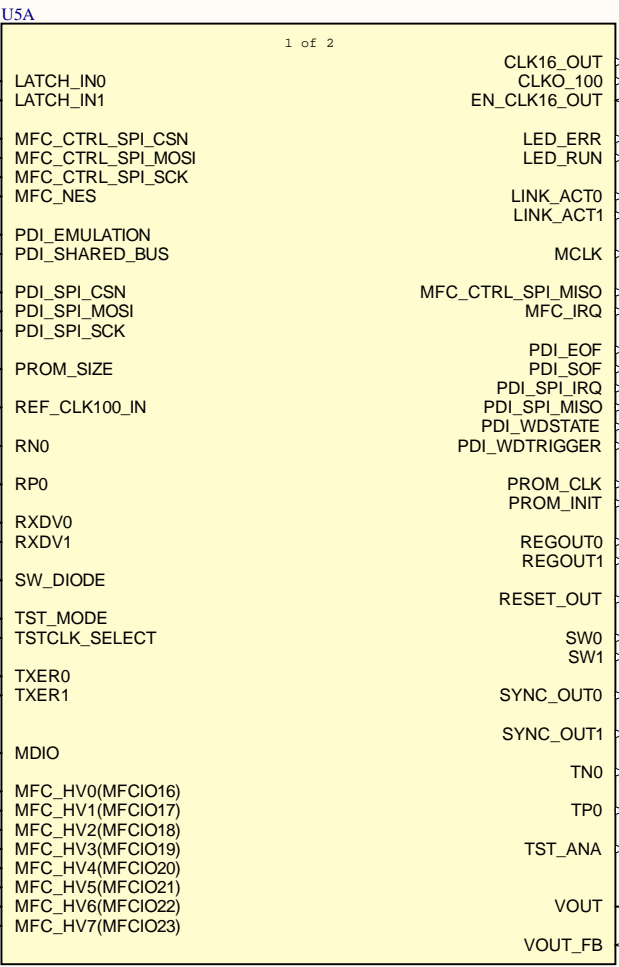 U5A
1 of 2
LATCH_IN0
LATCH_IN1
MFC_CTRL_SPI_CSN
MFC_CTRL_SPI_MOSI
MFC_CTRL_SPI_SCK
MFC_NES
PDI_EMULATION
PDI_SHARED_BUS
PDI_SPI_CSN
PDI_SPI_MOSI
PDI_SPI_SCK
PROM_SIZE
REF_CLK100_IN
RN0
RP0
RXDV0
RXDV1
SW_DIODE
TST_MODE
TSTCLK_SELECT
TXER0
TXER1
MDIO
MFC_HV0(MFCIO16)
MFC_HV1(MFCIO17)
MFC_HV2(MFCIO18)
MFC_HV3(MFCIO19)
MFC_HV4(MFCIO20)
MFC_HV5(MFCIO21)
MFC_HV6(MFCIO22)
MFC_HV7(MFCIO23)
CLK16_OUT
CLKO_100
EN_CLK16_OUT
LED_ERR
LED_RUN
LINK_ACT0
LINK_ACT1
MCLK
MFC_CTRL_SPI_MISO
MFC_IRQ
PDI_EOF
PDI_SOF
PDI_SPI_IRQ
PDI_SPI_MISO
PDI_WDSTATE
PDI_WDTRIGGER
PROM_CLK
PROM_INIT
REGOUT0
REGOUT1
RESET_OUT
SW0
SW1
SYNC_OUT0
SYNC_OUT1
TN0
TP0
TST_ANA
VOUT
VOUT_FB